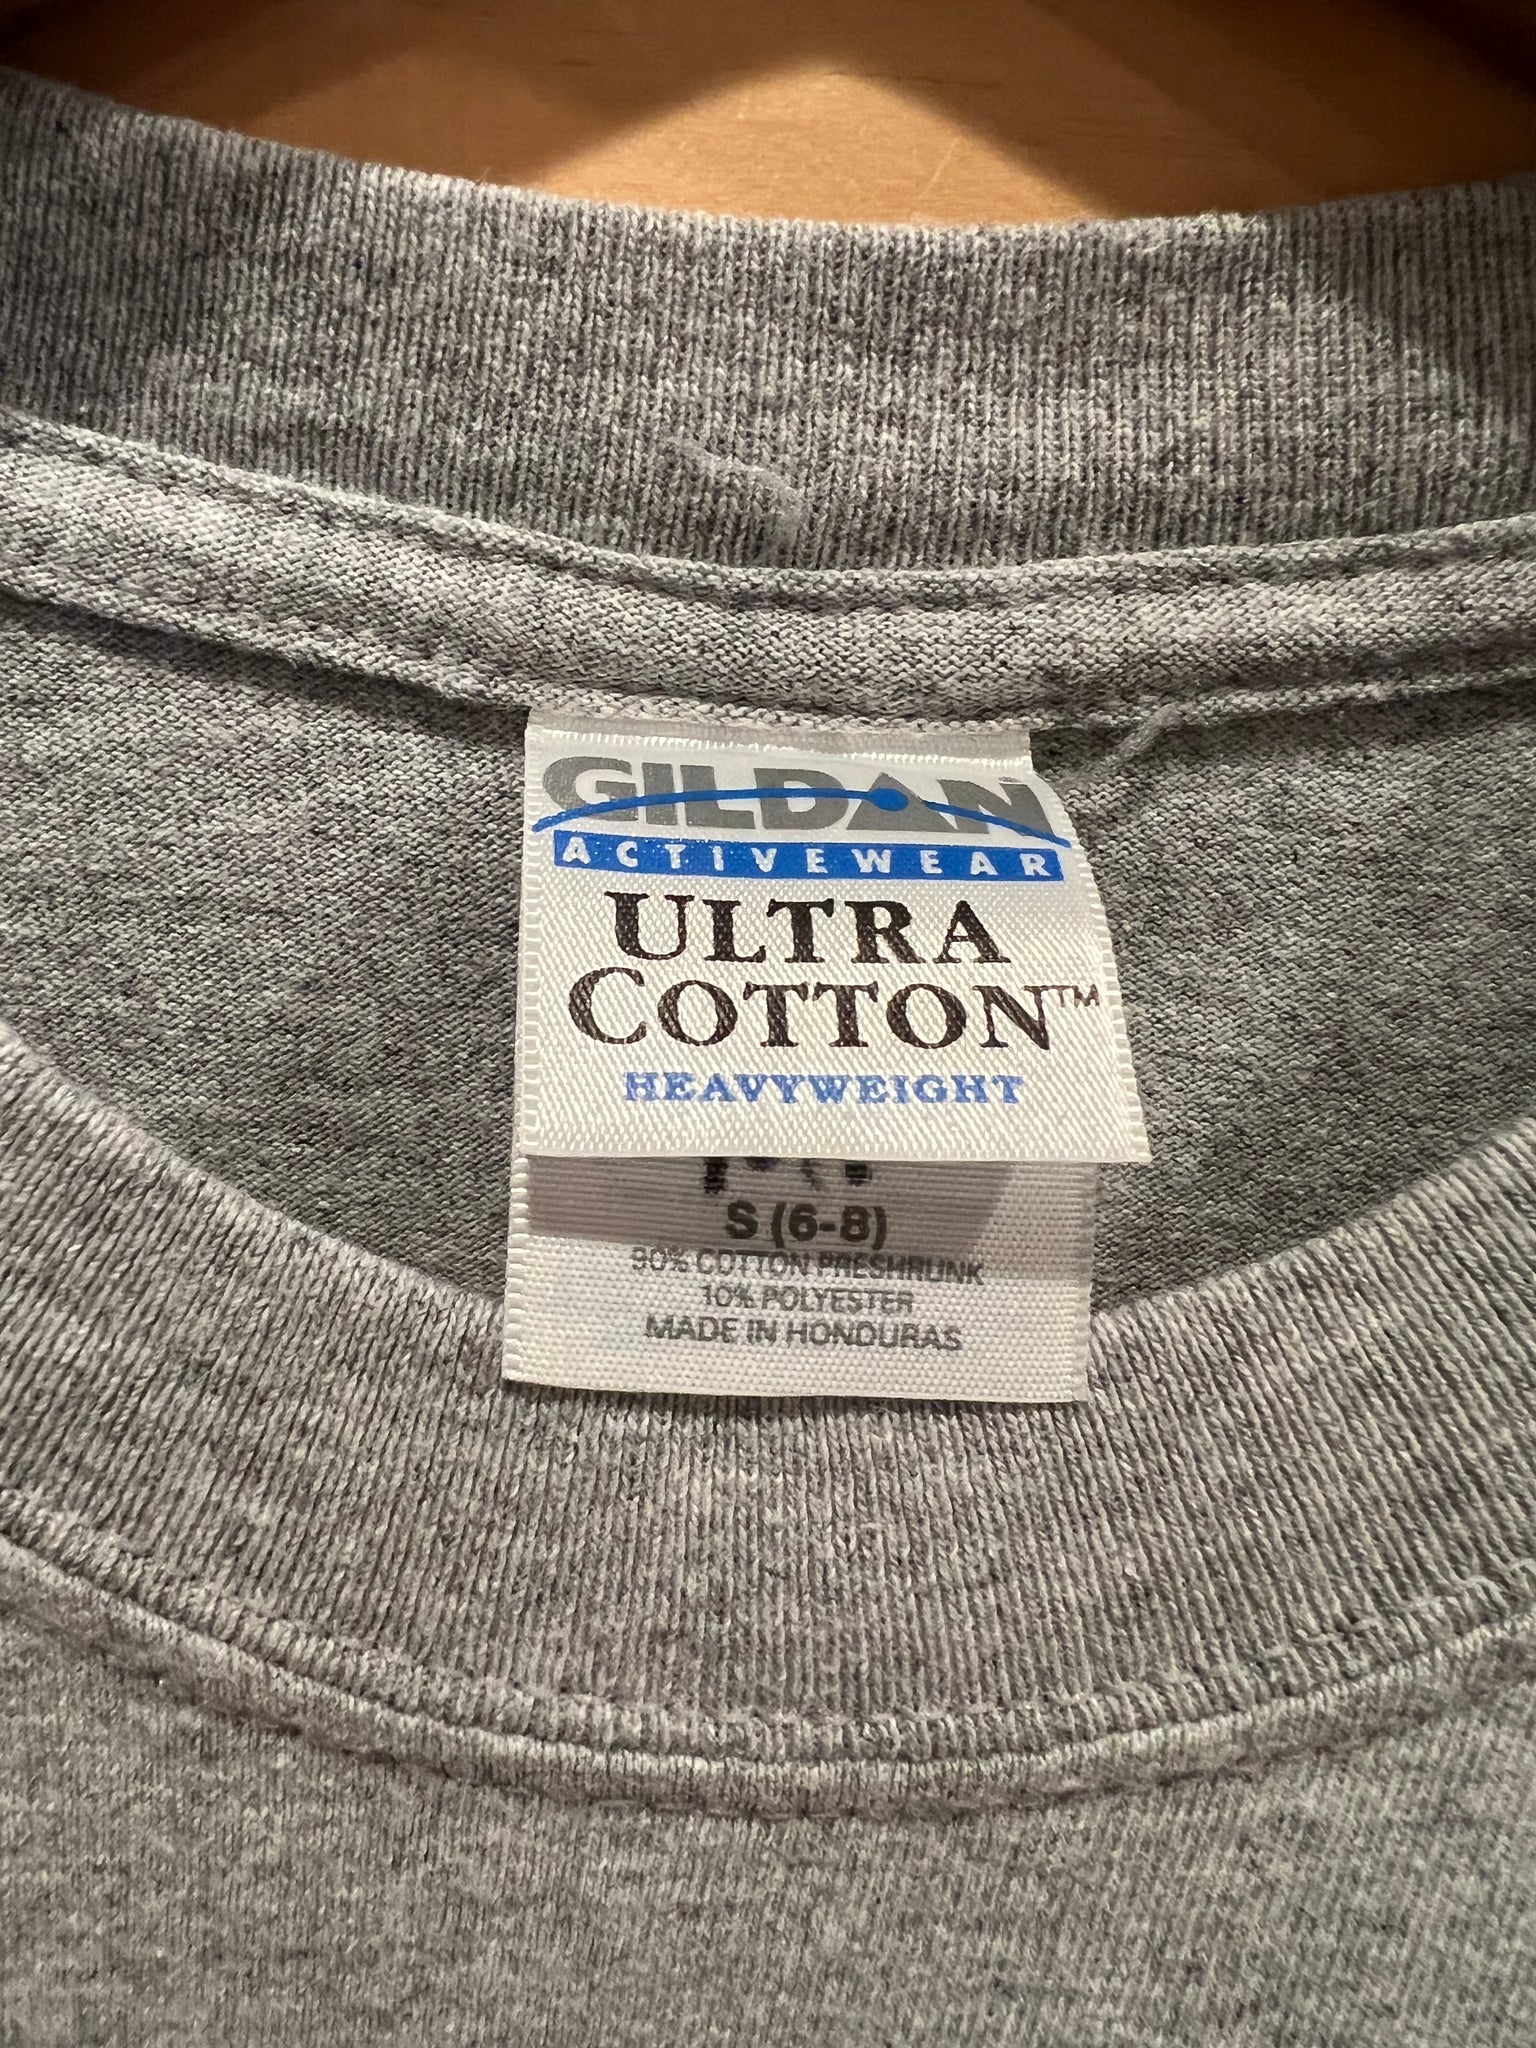 GILDAN
ACTIVEWEAR
ULTRA
COTTON™
HEAVYWEIGHT
S (6-8)
90% COTTON PRESHRUNK
10% POLYESTER
MADE IN HONDURAS